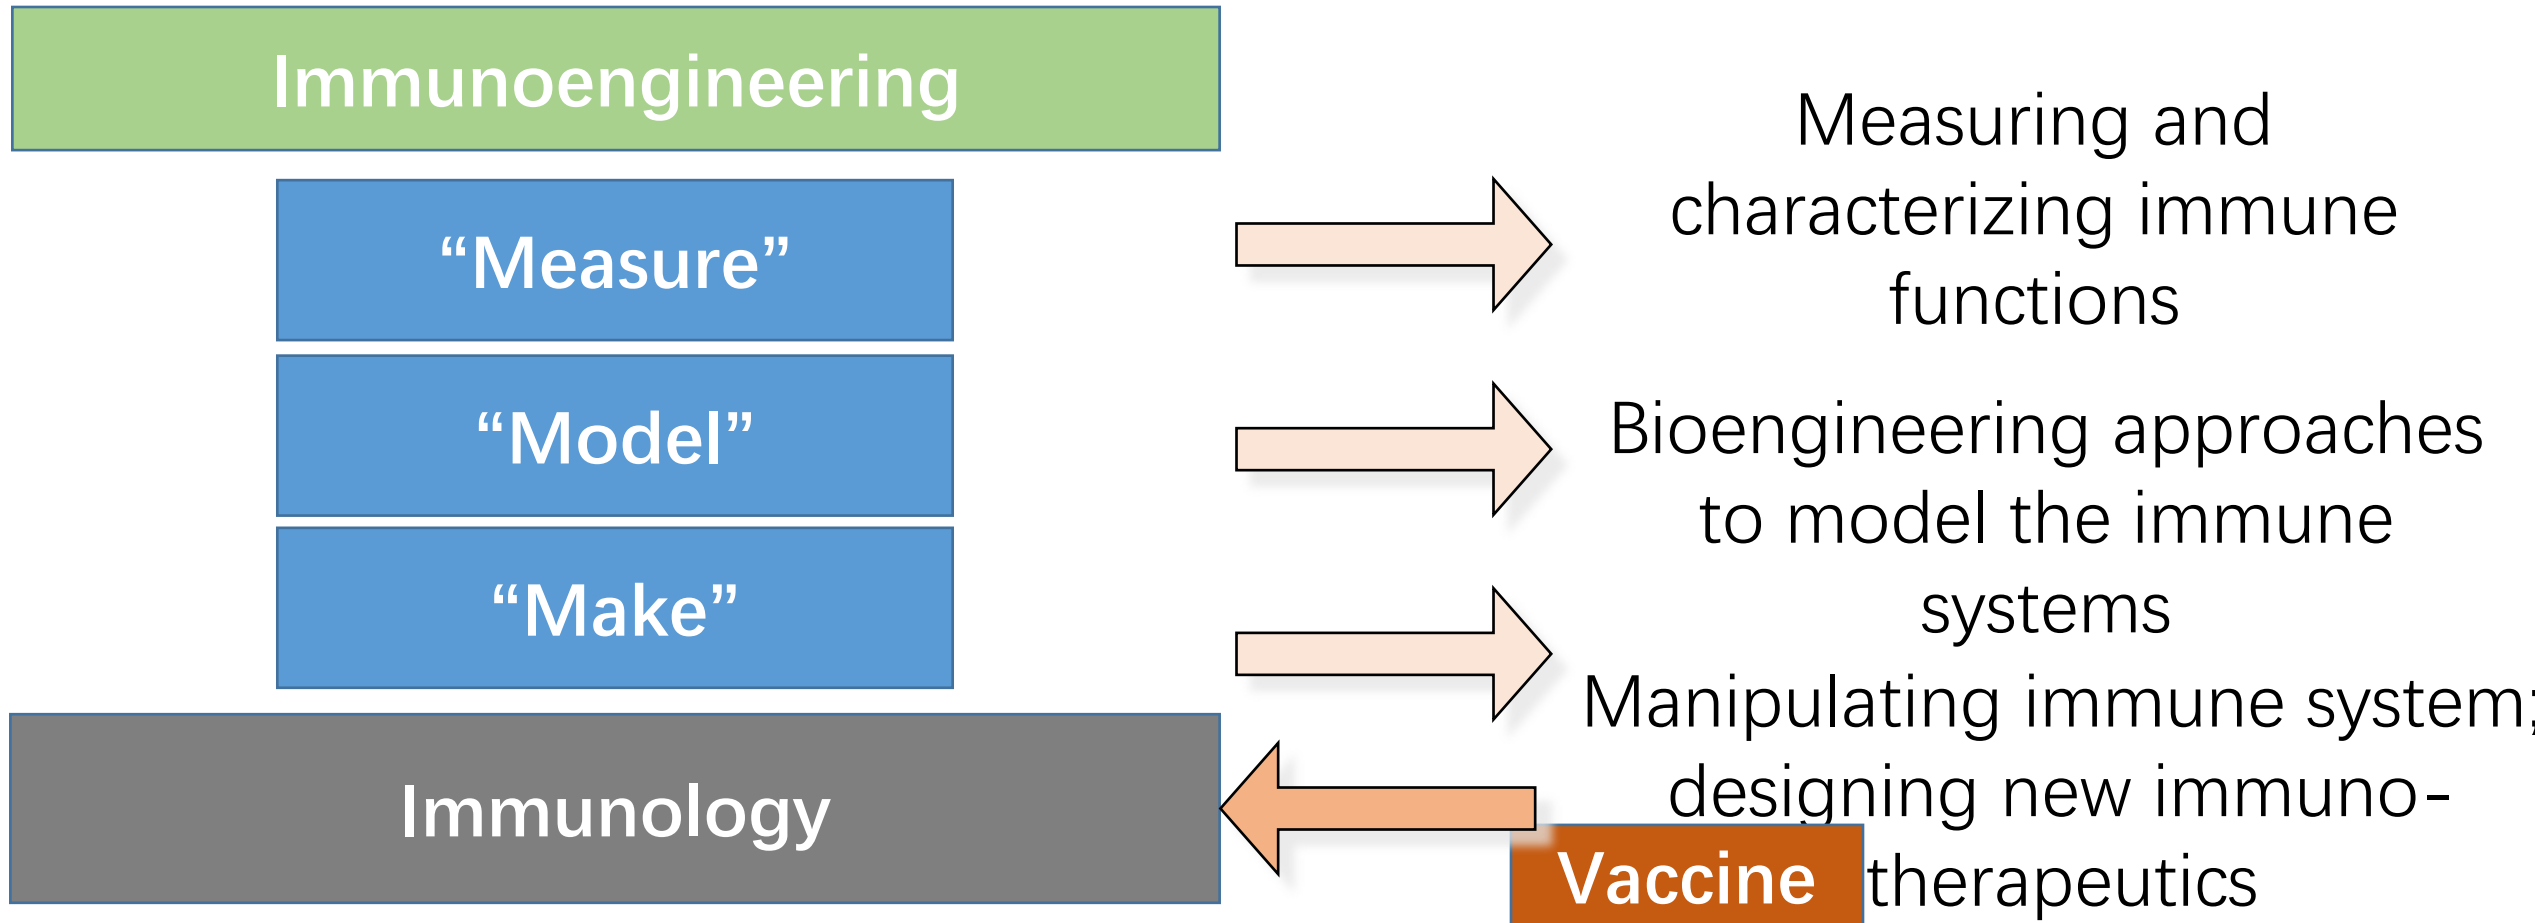 Immunoengineering
“Measure”
“Model”
“Make”
Immunology
Measuring and
characterizing immune
functions
Bioengineering approaches
to model the immune
systems
Manipulating immune system;
designing new immuno-
therapeutics
Vaccine